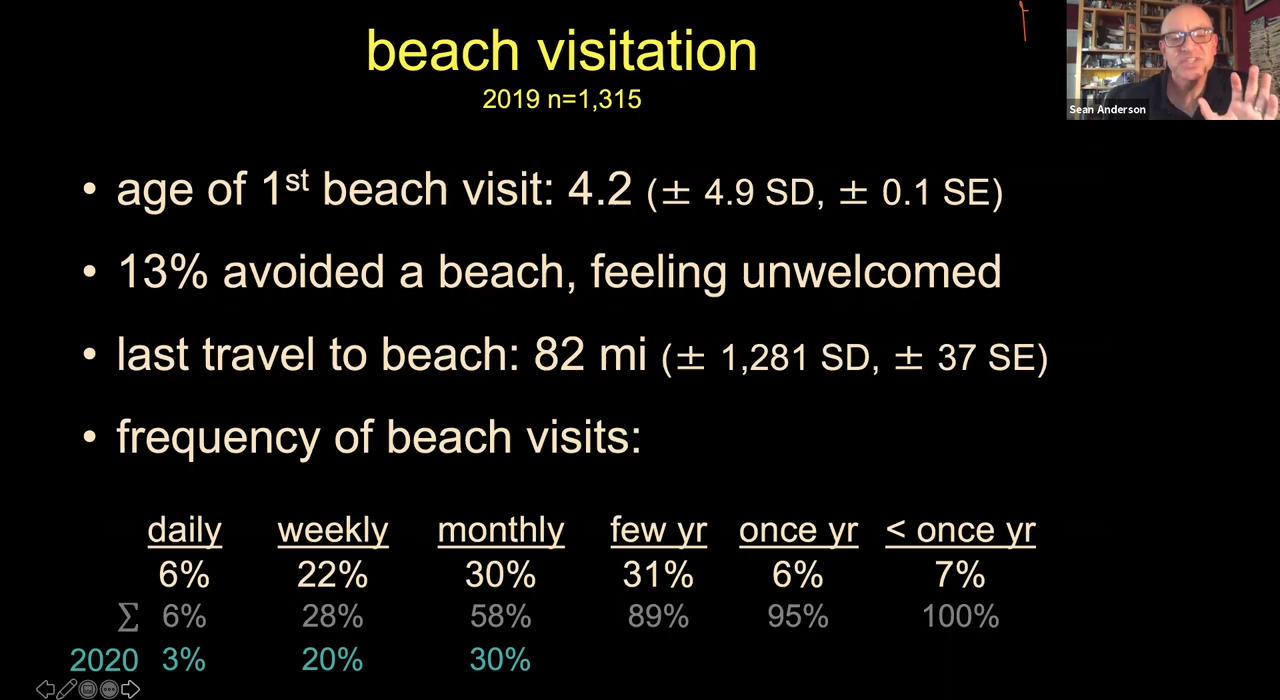 beach visitation
2019 n=1,315
Sean Anderson
• age of 1st beach visit: 4.2 (± 4.9 SD, ± 0.1 SE)
• 13% avoided a beach, feeling unwelcomed
• last travel to beach: 82 mi (± 1,281 SD, ± 37 SE)
• frequency of beach visits:
daily weekly monthly few yr once yr < once yr
6% 22% 30% 31% 6% 7%
Σ 6% 28% 58% 89% 95% 100%
2020 3% 20% 30%